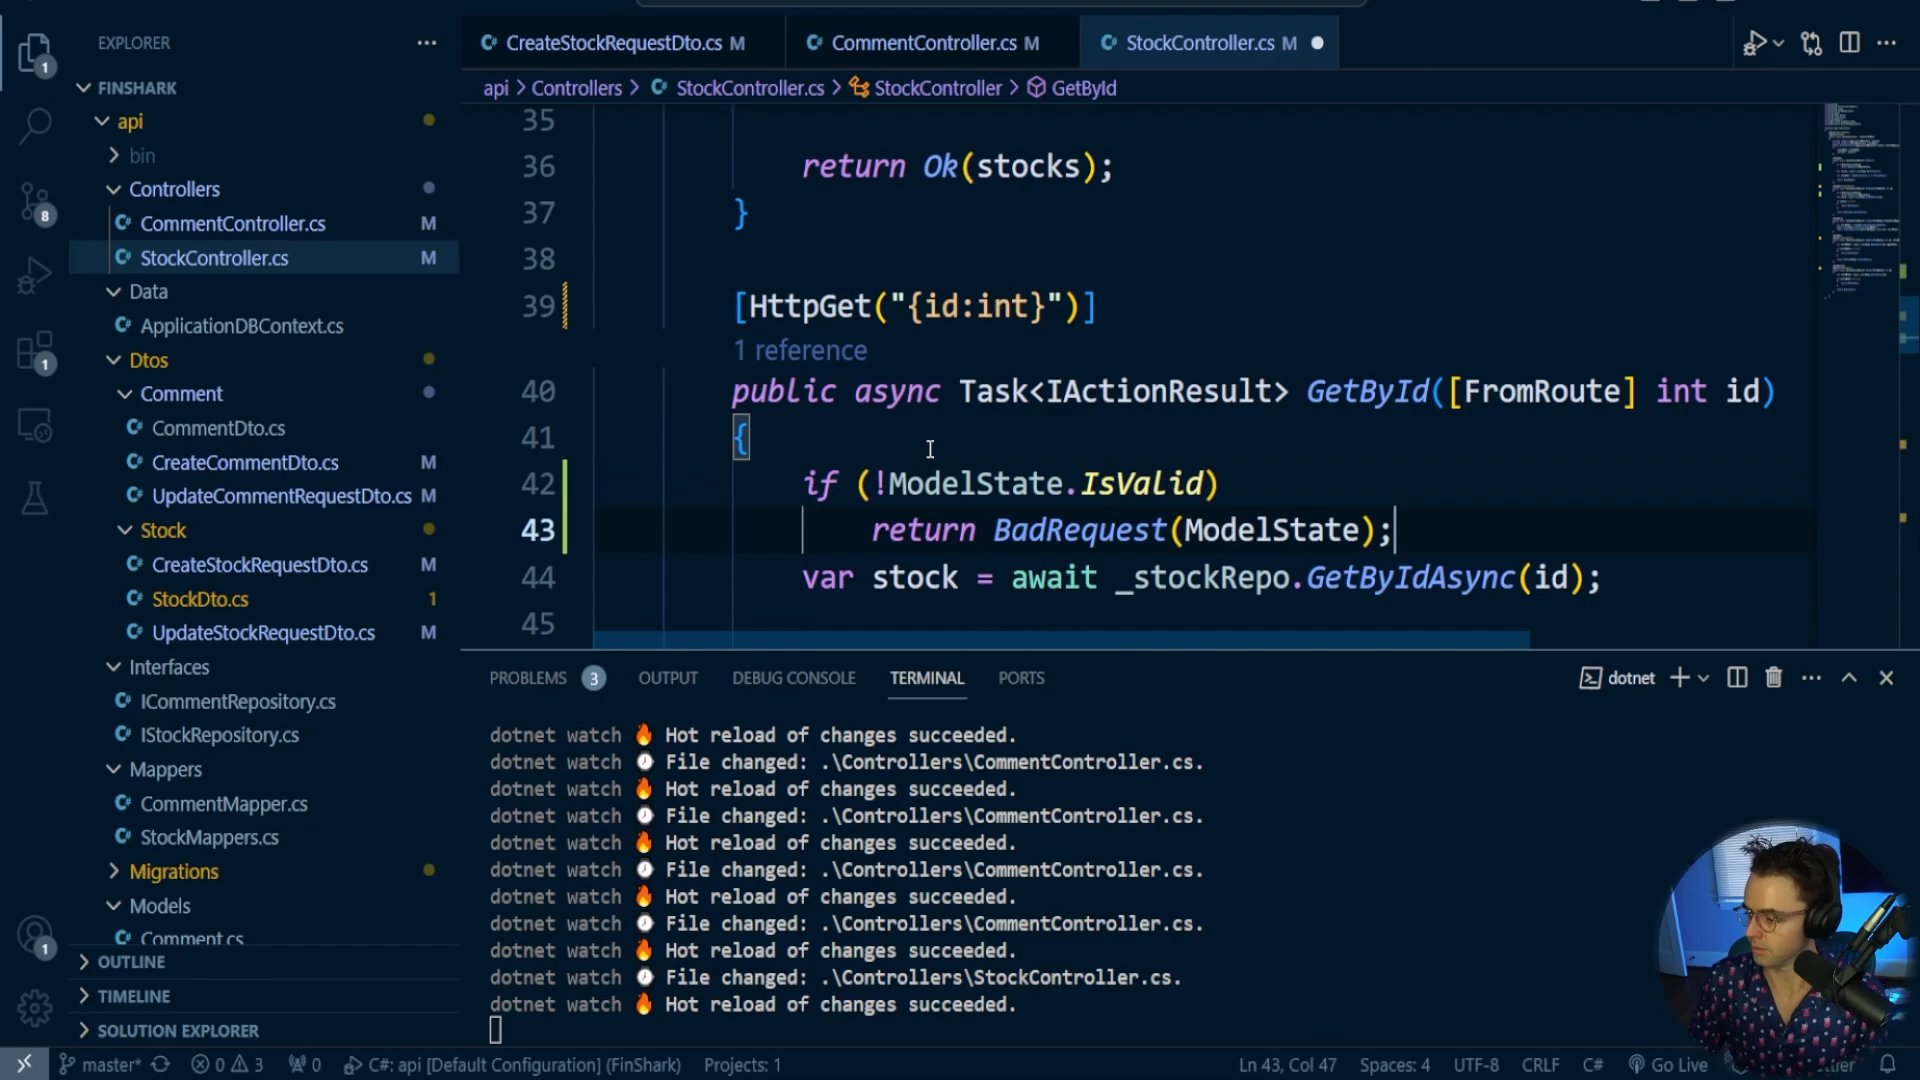 EXPLORER
FINSHARK
api
bin
Controllers
CommentController.cs M
StockController.cs M
Data
ApplicationDBContext.cs
Dtos
Comment
CommentDto.cs
CreateCommentDto.cs M
UpdateCommentRequestDto.cs M
Stock
CreateStockRequestDto.cs M
StockDto.cs 1
UpdateStockRequestDto.cs M
Interfaces
ICommentRepository.cs
IStockRepository.cs
Mappers
CommentMapper.cs
StockMappers.cs
Migrations
Models
Comment.cs
OUTLINE
TIMELINE
SOLUTION EXPLORER
1
8
1
1
CreateStockRequestDto.cs M
CommentController.cs M
StockController.cs M
api > Controllers > StockController.cs > StockController > GetById
35
36 return Ok(stocks);
37 }
38
39 [HttpGet("{id:int}")]
1 reference
40 public async Task<IActionResult> GetById([FromRoute] int id)
41 {
42 if (!ModelState.IsValid)
43 return BadRequest(ModelState);
44 var stock = await _stockRepo.GetByIdAsync(id);
45
PROBLEMS 3 OUTPUT DEBUG CONSOLE TERMINAL PORTS dotnet
dotnet watch 🔥 Hot reload of changes succeeded.
dotnet watch ⌚ File changed: .\Controllers\CommentController.cs.
dotnet watch 🔥 Hot reload of changes succeeded.
dotnet watch ⌚ File changed: .\Controllers\CommentController.cs.
dotnet watch 🔥 Hot reload of changes succeeded.
dotnet watch ⌚ File changed: .\Controllers\CommentController.cs.
dotnet watch 🔥 Hot reload of changes succeeded.
dotnet watch ⌚ File changed: .\Controllers\CommentController.cs.
dotnet watch 🔥 Hot reload of changes succeeded.
dotnet watch ⌚ File changed: .\Controllers\StockController.cs.
dotnet watch 🔥 Hot reload of changes succeeded.
master* 0 3 0 C#: api [Default Configuration] (FinShark) Projects: 1 Ln 43, Col 47 Spaces: 4 UTF-8 CRLF C# Go Live